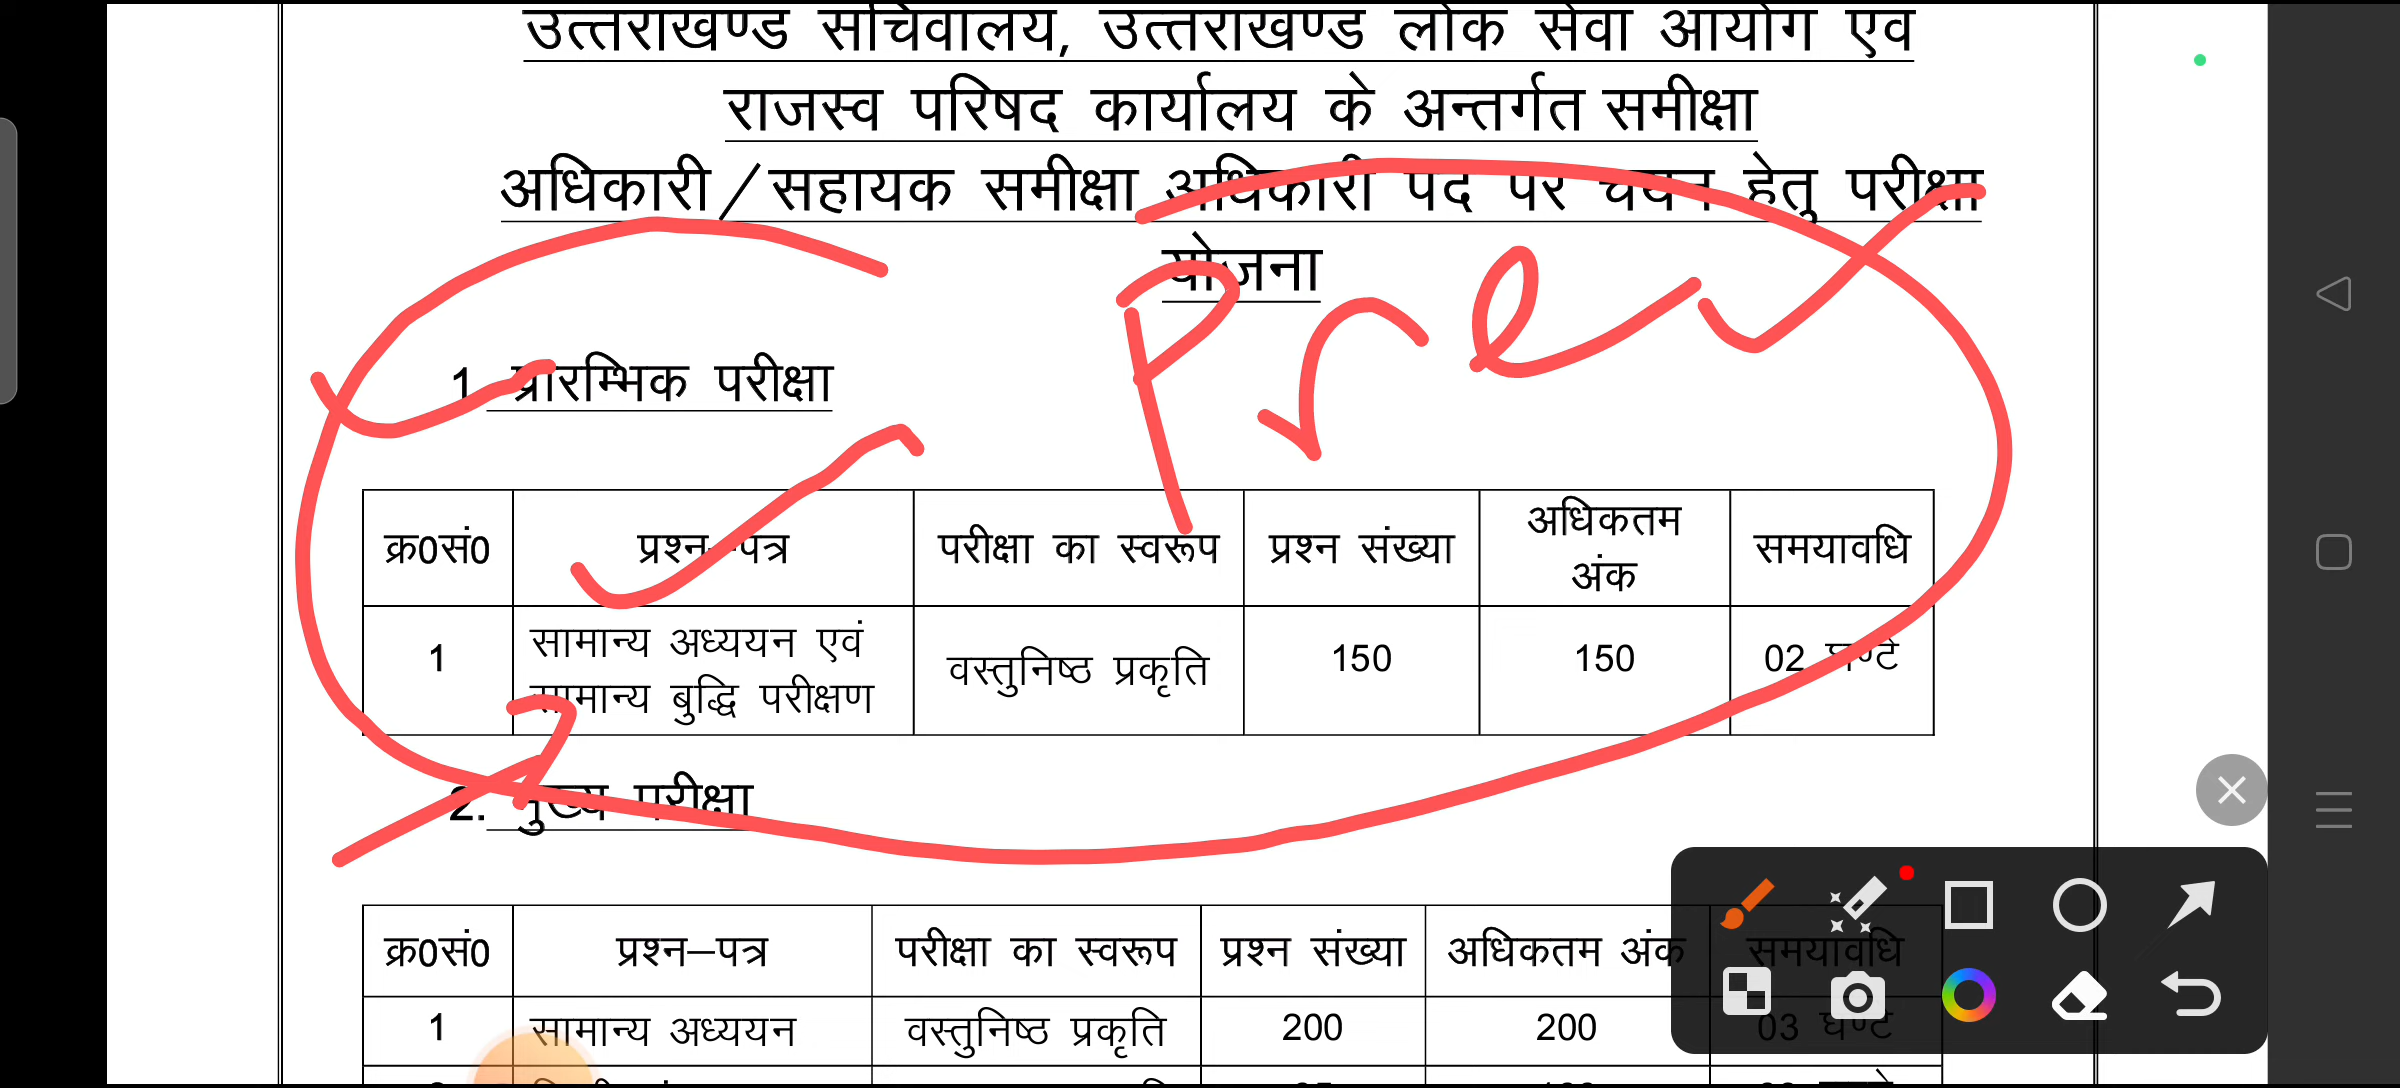 उत्तराखण्ड सचिवालय, उत्तराखण्ड लोक सेवा आयोग एवं
राजस्व परिषद कार्यालय के अन्तर्गत समीक्षा
अधिकारी/सहायक समीक्षा अधिकारी पद पर चयन हेतु परीक्षा
योजना
Pre
1. प्रारम्भिक परीक्षा
क्र0सं0 प्रश्न–पत्र परीक्षा का स्वरूप प्रश्न संख्या अधिकतम अंक समयावधि
1 सामान्य अध्ययन एवं सामान्य बुद्धि परीक्षण वस्तुनिष्ठ प्रकृति 150 150 02 घण्टे
2. मुख्य परीक्षा
क्र0सं0 प्रश्न–पत्र परीक्षा का स्वरूप प्रश्न संख्या अधिकतम अंक समयावधि
1 सामान्य अध्ययन वस्तुनिष्ठ प्रकृति 200 200 03 घण्टे